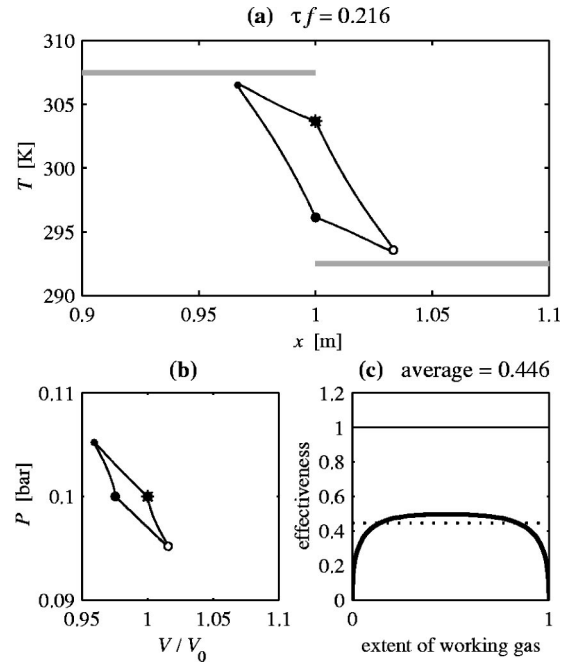 (a) τf = 0.216
310
305
300
295
290
T [K]
0.9
0.95
1
1.05
1.1
x [m]
(b)
0.11
0.1
0.09
P [bar]
0.95
1
1.05
1.1
V / V₀
(c) average = 0.446
1.2
1
0.8
0.6
0.4
0.2
0
effectiveness
0
1
extent of working gas